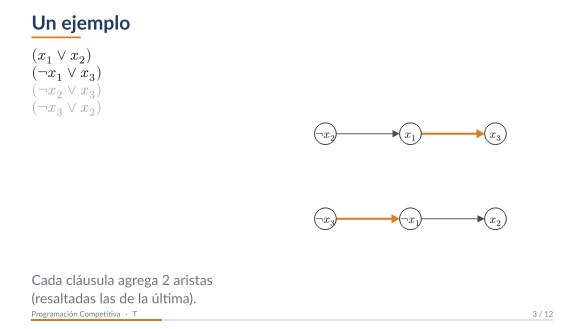 Un ejemplo
(x₁ ∨ x₂)
(¬x₁ ∨ x₃)
(¬x₂ ∨ x₃)
(¬x₃ ∨ x₂)
¬x₂ x₁ x₃
¬x₃ ¬x₁ x₂
Cada cláusula agrega 2 aristas
(resaltadas las de la última).
Programación Competitiva · T 3 / 12